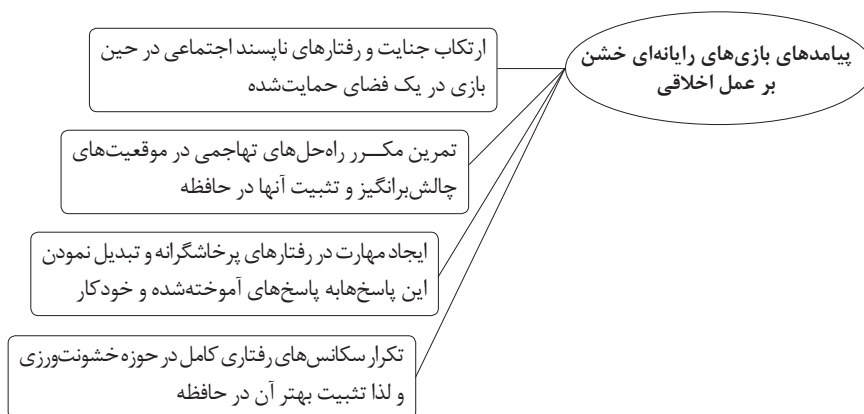 پیامدهای بازی‌های رایانه‌ای خشن
بر عمل اخلاقی
ارتکاب جنایت و رفتارهای ناپسند اجتماعی در حین
بازی در یک فضای حمایت‌شده
تمرین مکـــرر راه‌حل‌های تهاجمی در موقعیت‌های
چالش‌برانگیز و تثبیت آنها در حافظه
ایجاد مهارت در رفتارهای پرخاشگرانه و تبدیل نمودن
این پاسخ‌هابه پاسخ‌های آموخته‌شده و خودکار
تکرار سکانس‌های رفتاری کامل در حوزه خشونت‌ورزی
و لذا تثبیت بهتر آن در حافظه